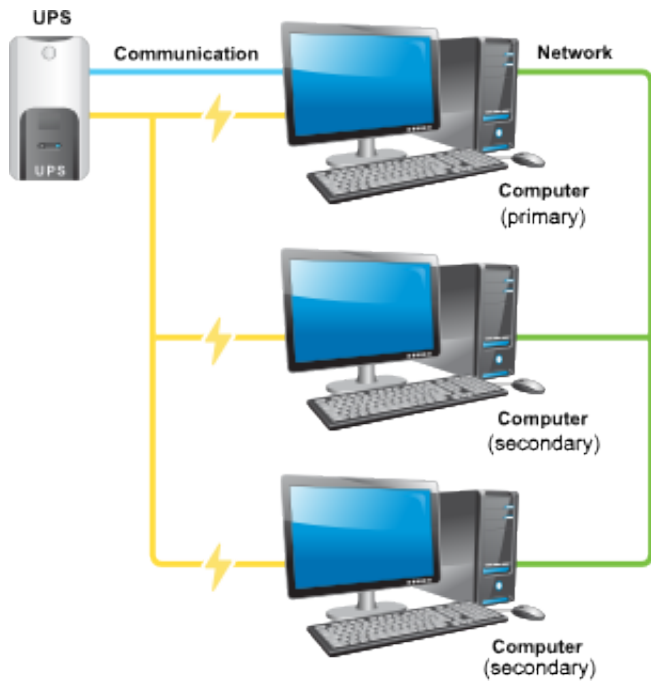 UPS
Communication
Network
UPS
Computer
(primary)
Computer
(secondary)
Computer
(secondary)